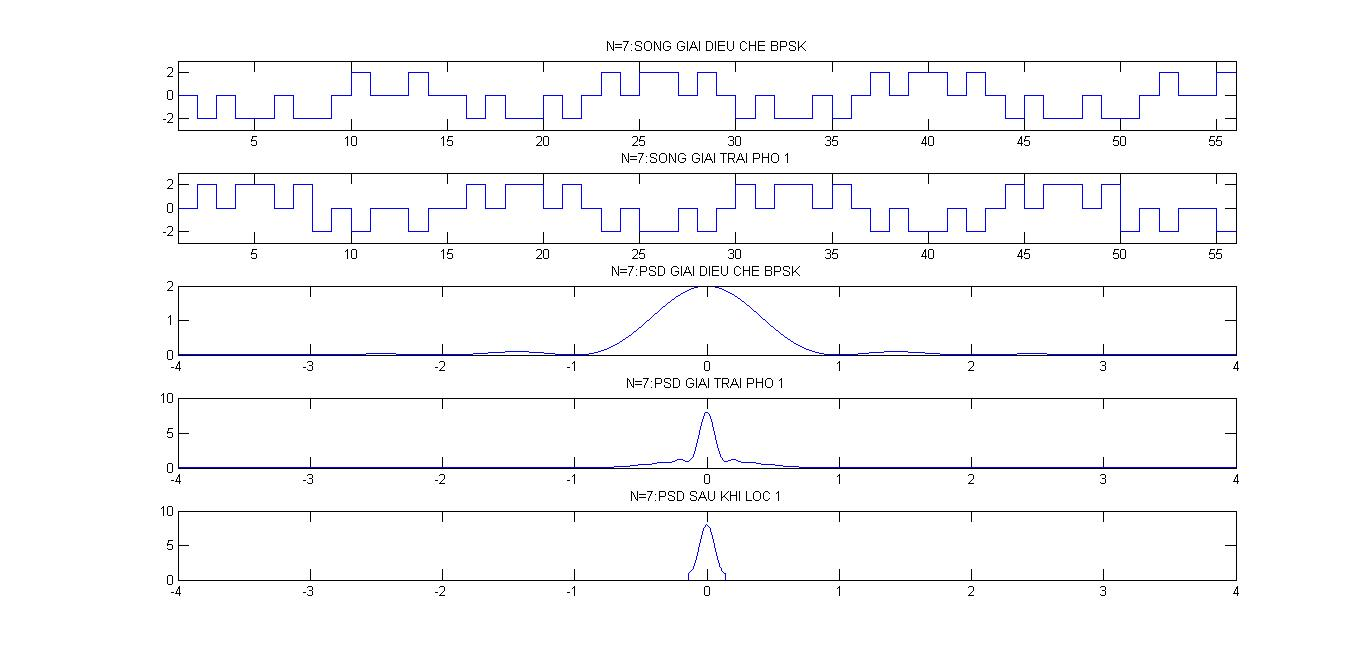 N=7:SONG GIAI DIEU CHE BPSK
2
0
-2
5 10 15 20 25 30 35 40 45 50 55
N=7:SONG GIAI TRAI PHO 1
2
0
-2
5 10 15 20 25 30 35 40 45 50 55
N=7:PSD GIAI DIEU CHE BPSK
2
1
0
-4 -3 -2 -1 0 1 2 3 4
N=7:PSD GIAI TRAI PHO 1
10
5
0
-4 -3 -2 -1 0 1 2 3 4
N=7:PSD SAU KHI LOC 1
10
5
0
-4 -3 -2 -1 0 1 2 3 4